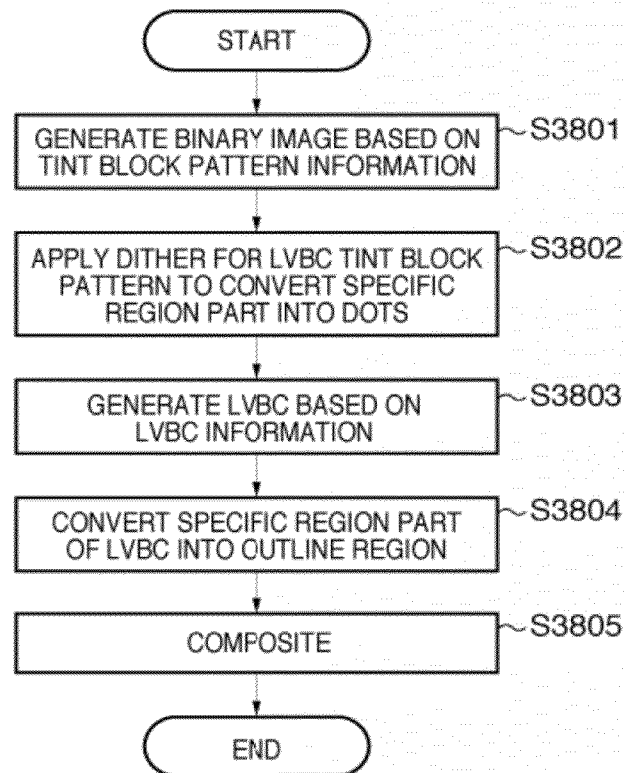 START
GENERATE BINARY IMAGE BASED ON
TINT BLOCK PATTERN INFORMATION
S3801
APPLY DITHER FOR LVBC TINT BLOCK
PATTERN TO CONVERT SPECIFIC
REGION PART INTO DOTS
S3802
GENERATE LVBC BASED ON
LVBC INFORMATION
S3803
CONVERT SPECIFIC REGION PART
OF LVBC INTO OUTLINE REGION
S3804
COMPOSITE
S3805
END